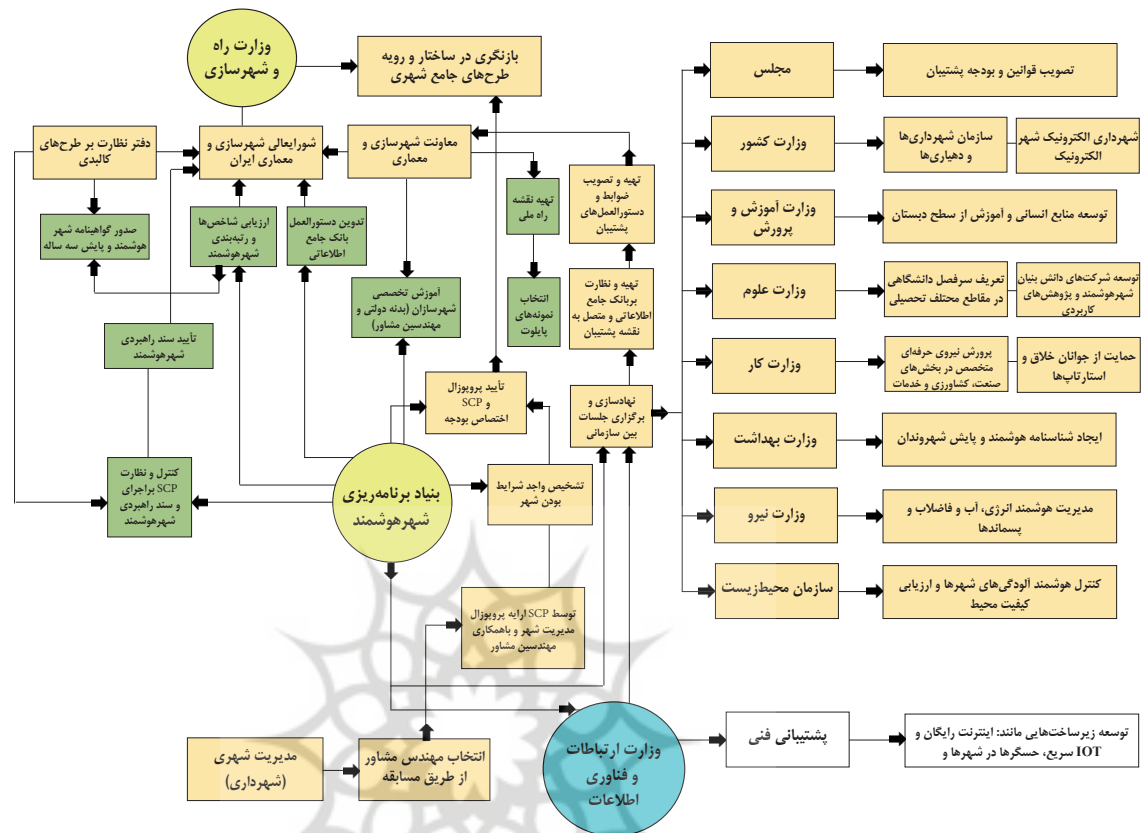 وزارت راه
و شهرسازی
بازنگری در ساختار و رویه
طرح‌های جامع شهری
دفتر نظارت بر طرح‌های
کالبدی
شورایعالی شهرسازی و
معماری ایران
معاونت شهرسازی و
معماری
صدور گواهینامه شهر
هوشمند و پایش سه ساله
ارزیابی شاخص‌ها
و رتبه‌بندی
شهرهوشمند
تدوین دستورالعمل
بانک جامع
اطلاعاتی
تهیه نقشه
راه ملی
تهیه و تصویب
ضوابط و
دستورالعمل‌های
پشتیبان
آموزش تخصصی
شهرسازان (بدنه دولتی و
مهندسین مشاور)
انتخاب
نمونه‌های
پایلوت
تهیه و نظارت
بربانک جامع
اطلاعاتی و متصل به
نقشه پشتیبان
تأیید سند راهبردی
شهرهوشمند
تأیید پروپوزال
SCP و
اختصاص بودجه
نهادسازی و
برگزاری جلسات
بین سازمانی
کنترل و نظارت
براجرای SCP
و سند راهبردی
شهرهوشمند
بنیاد برنامه‌ریزی
شهرهوشمند
تشخیص واجد شرایط
بودن شهر
ارایه پروپوزال SCP توسط
مدیریت شهر و باهمکاری
مهندسین مشاور
مدیریت شهری
(شهرداری)
انتخاب مهندس مشاور
از طریق مسابقه
وزارت ارتباطات
و فناوری
اطلاعات
مجلس
تصویب قوانین و بودجه پشتیبان
وزارت کشور
سازمان شهرداری‌ها
و دهیاری‌ها
شهرداری الکترونیک شهر
الکترونیک
وزارت آموزش و
پرورش
توسعه منابع انسانی و آموزش از سطح دبستان
وزارت علوم
تعریف سرفصل دانشگاهی
در مقاطع مختلف تحصیلی
توسعه شرکت‌های دانش بنیان
شهرهوشمند و پژوهش‌های
کاربردی
وزارت کار
پرورش نیروی حرفه‌ای
متخصص در بخش‌های
صنعت، کشاورزی و خدمات
حمایت از جوانان خلاق و
استارتاپ‌ها
وزارت بهداشت
ایجاد شناسنامه هوشمند و پایش شهروندان
وزارت نیرو
مدیریت هوشمند انرژی، آب و فاضلاب و
پسماندها
سازمان محیط‌زیست
کنترل هوشمند آلودگی‌های شهرها و ارزیابی
کیفیت محیط
پشتیبانی فنی
توسعه زیرساخت‌هایی مانند: اینترنت رایگان و
سریع، حسگرها در شهرها و IOT